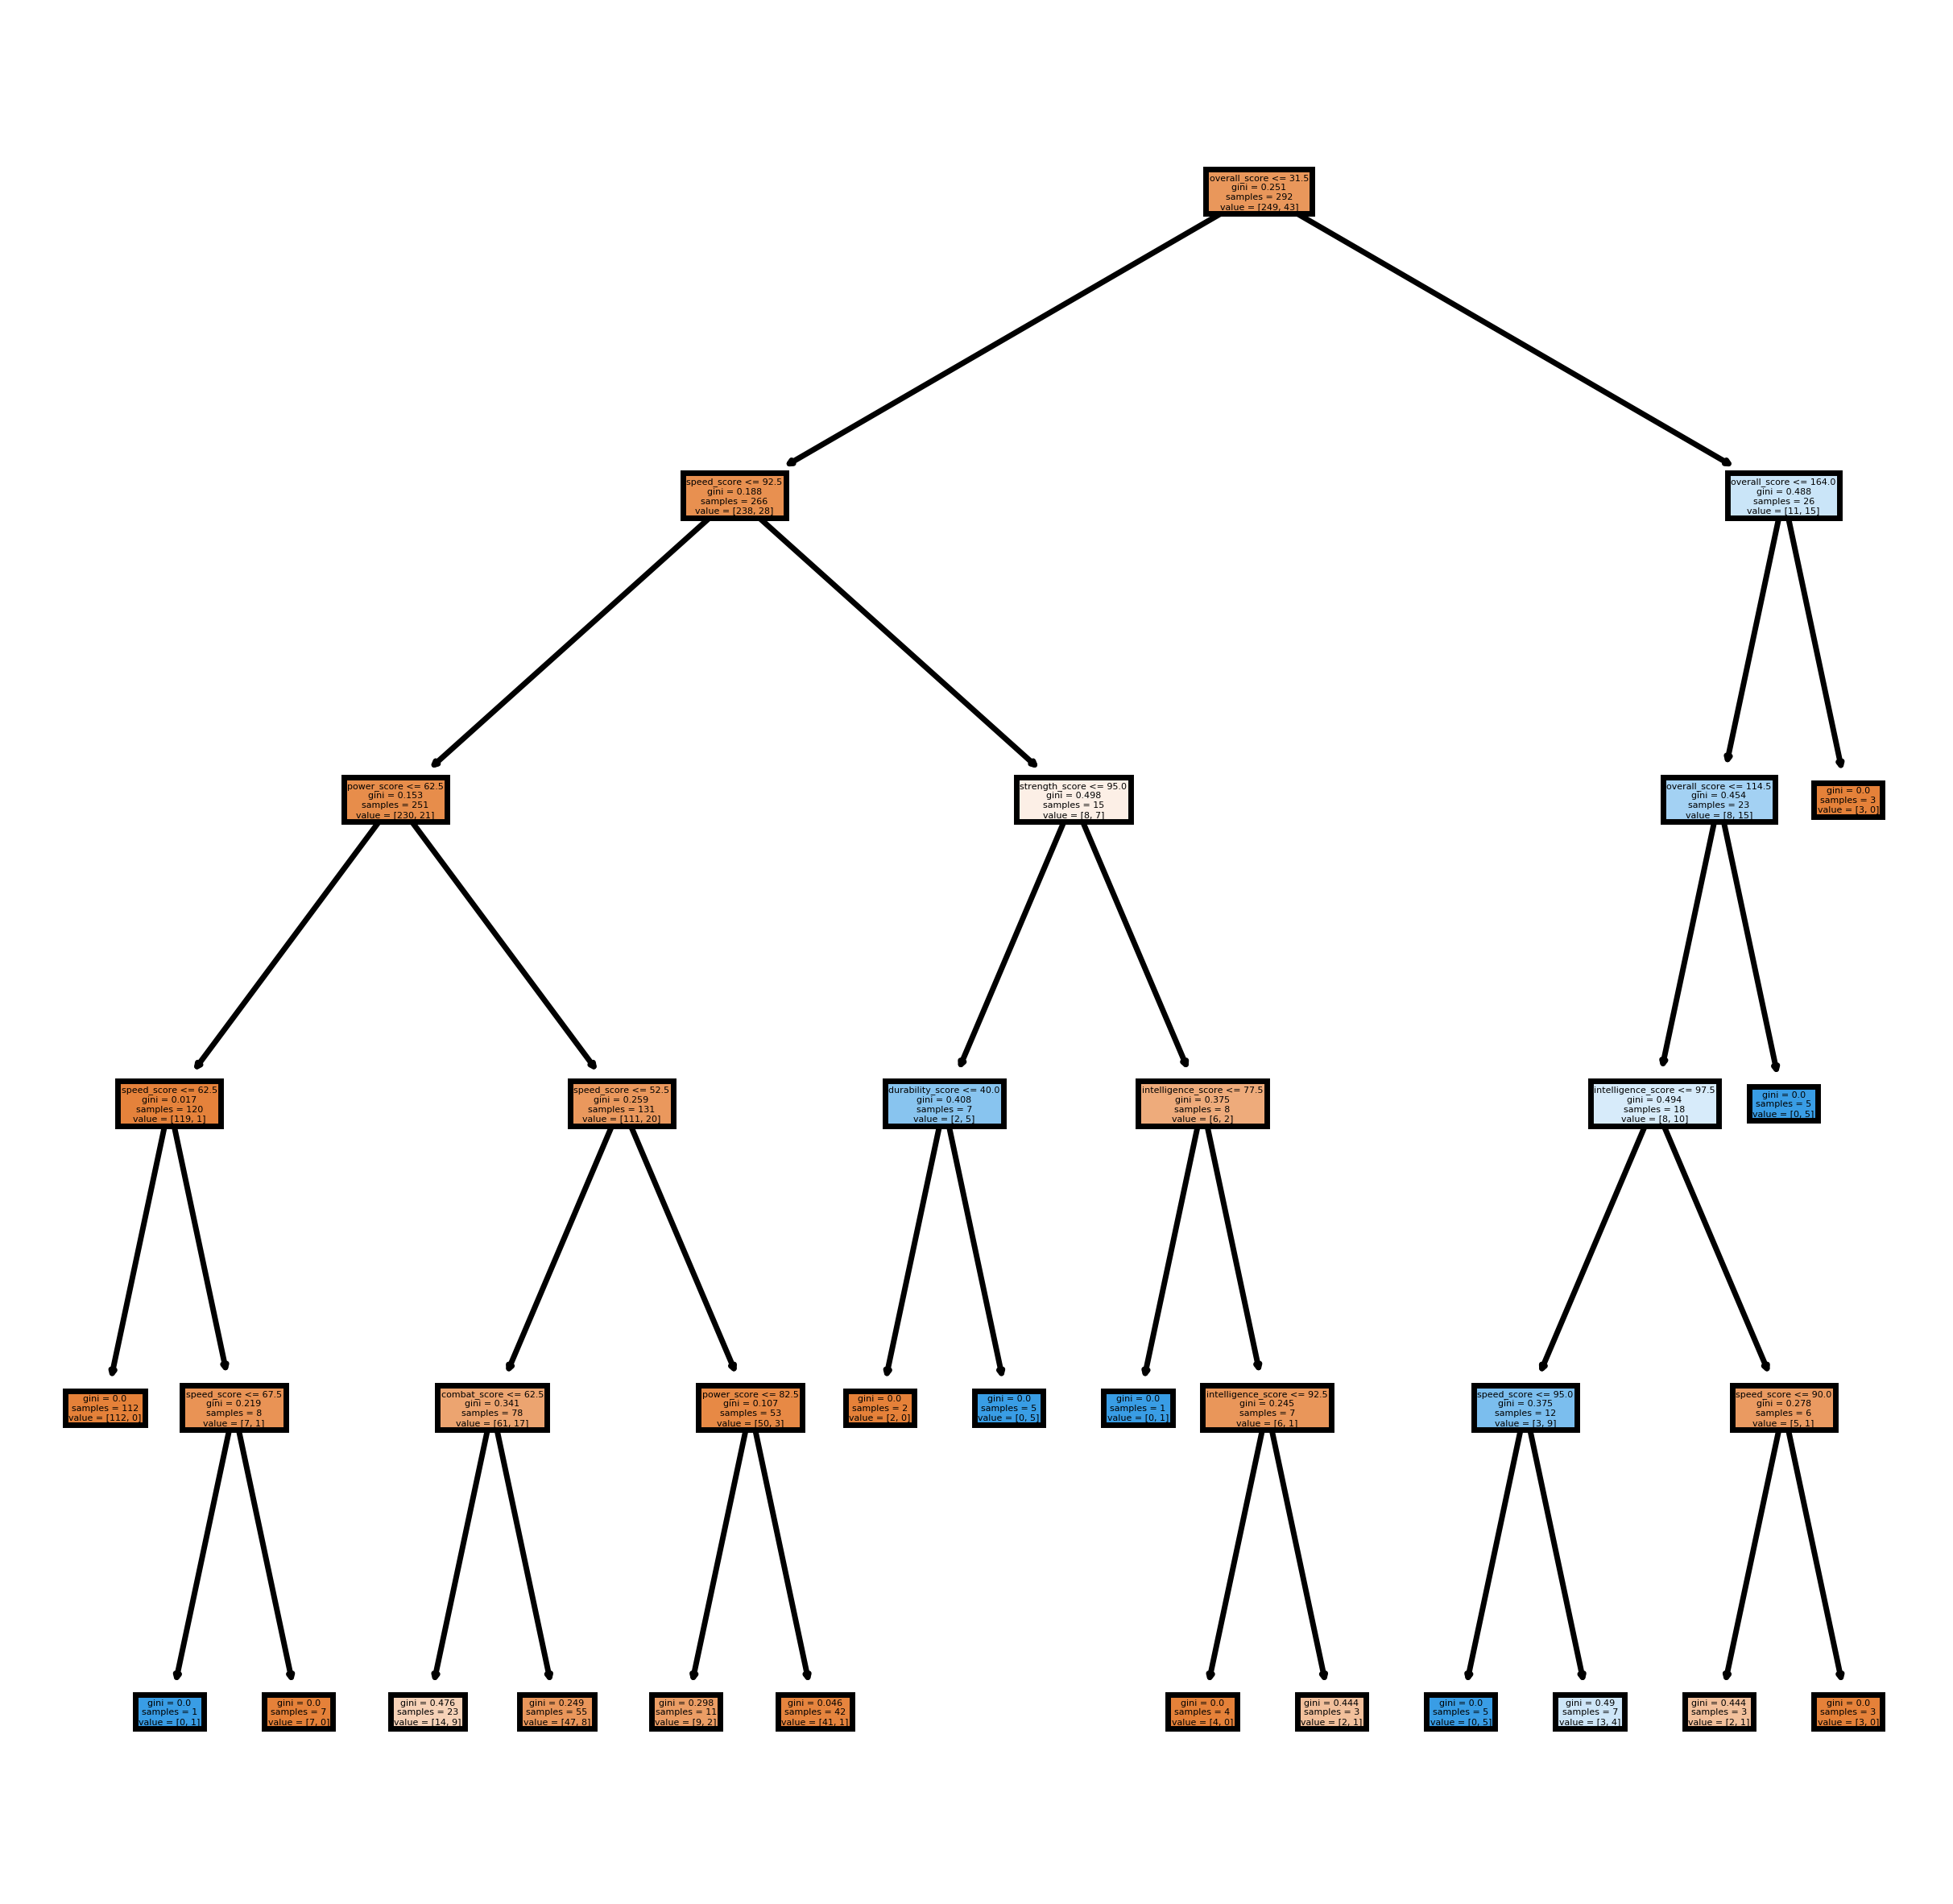 overall_score <= 31.5
gini = 0.251
samples = 292
value = [249, 43]
speed_score <= 92.5
gini = 0.188
samples = 266
value = [238, 28]
overall_score <= 164.0
gini = 0.488
samples = 26
value = [11, 15]
power_score <= 62.5
gini = 0.153
samples = 251
value = [230, 21]
strength_score <= 95.0
gini = 0.498
samples = 15
value = [8, 7]
overall_score <= 114.5
gini = 0.454
samples = 23
value = [8, 15]
gini = 0.0
samples = 3
value = [3, 0]
speed_score <= 62.5
gini = 0.017
samples = 120
value = [119, 1]
speed_score <= 52.5
gini = 0.259
samples = 131
value = [111, 20]
durability_score <= 40.0
gini = 0.408
samples = 7
value = [2, 5]
intelligence_score <= 77.5
gini = 0.375
samples = 8
value = [6, 2]
intelligence_score <= 97.5
gini = 0.494
samples = 18
value = [8, 10]
gini = 0.0
samples = 5
value = [0, 5]
gini = 0.0
samples = 112
value = [112, 0]
speed_score <= 67.5
gini = 0.219
samples = 8
value = [7, 1]
combat_score <= 62.5
gini = 0.341
samples = 78
value = [61, 17]
power_score <= 82.5
gini = 0.107
samples = 53
value = [50, 3]
gini = 0.0
samples = 2
value = [2, 0]
gini = 0.0
samples = 5
value = [0, 5]
gini = 0.0
samples = 1
value = [0, 1]
intelligence_score <= 92.5
gini = 0.245
samples = 7
value = [6, 1]
speed_score <= 95.0
gini = 0.375
samples = 12
value = [3, 9]
speed_score <= 90.0
gini = 0.278
samples = 6
value = [5, 1]
gini = 0.0
samples = 1
value = [0, 1]
gini = 0.0
samples = 7
value = [7, 0]
gini = 0.476
samples = 23
value = [14, 9]
gini = 0.249
samples = 55
value = [47, 8]
gini = 0.298
samples = 11
value = [9, 2]
gini = 0.046
samples = 42
value = [41, 1]
gini = 0.0
samples = 4
value = [4, 0]
gini = 0.444
samples = 3
value = [2, 1]
gini = 0.0
samples = 5
value = [0, 5]
gini = 0.49
samples = 7
value = [3, 4]
gini = 0.444
samples = 3
value = [2, 1]
gini = 0.0
samples = 3
value = [3, 0]